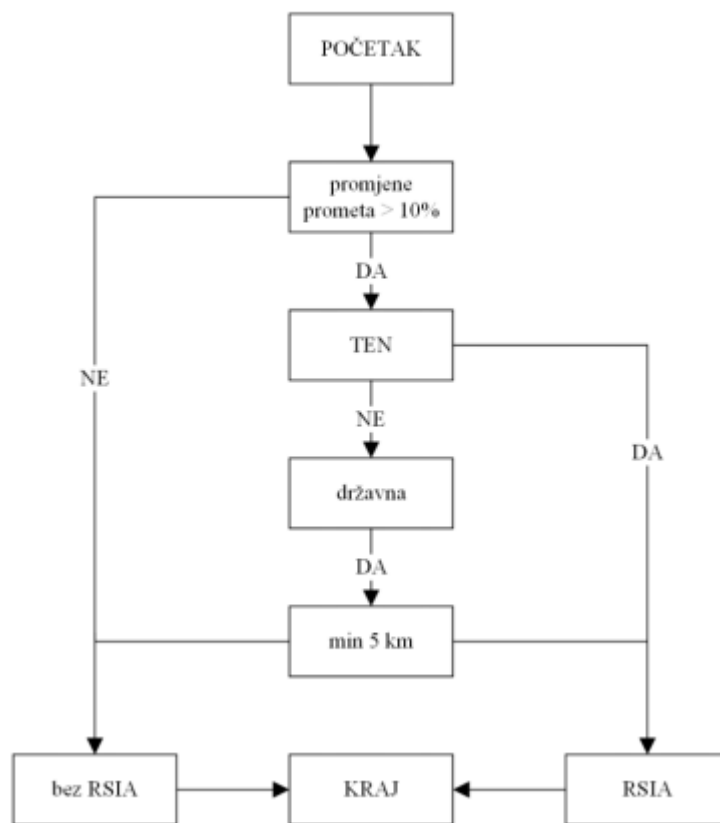 POČETAK
promjene
prometa > 10%
DA
TEN
NE
NE
DA
državna
DA
min 5 km
bez RSIA
KRAJ
RSIA